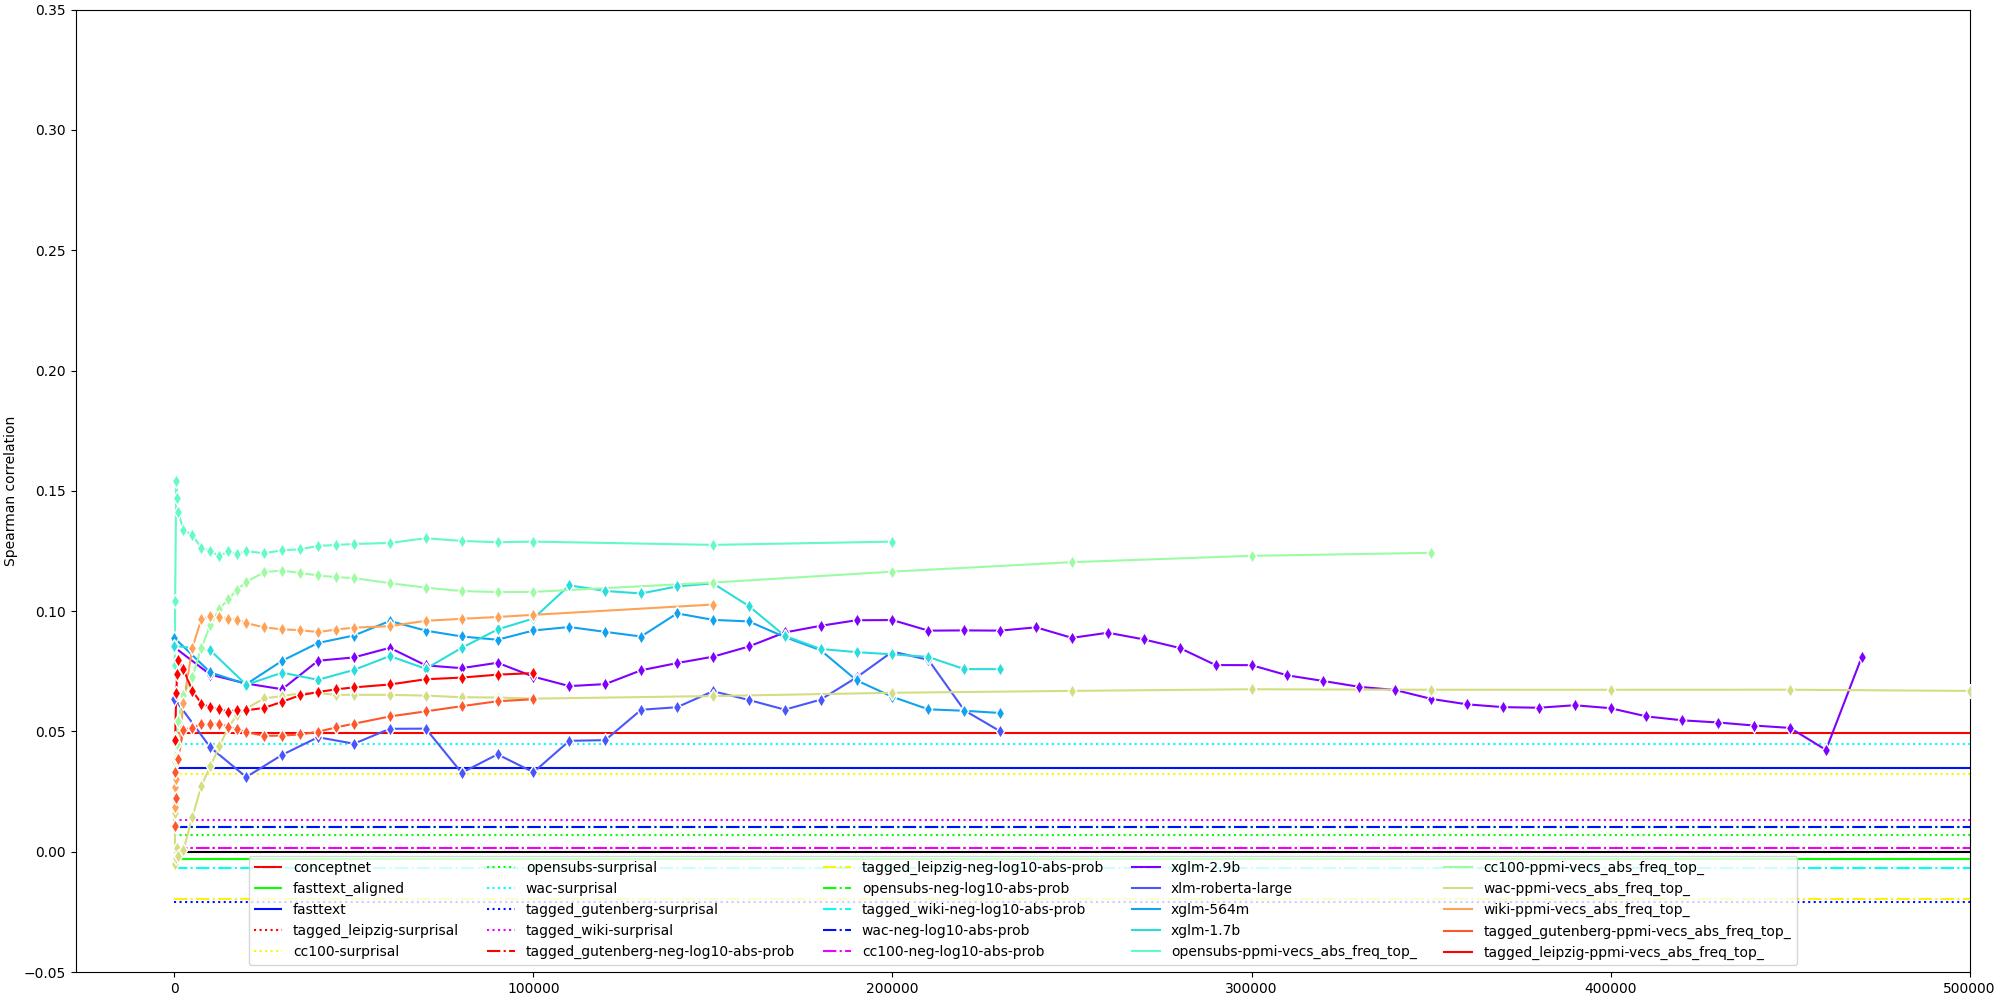 0.35
0.30
0.25
0.20
0.15
0.10
0.05
0.00
−0.05
Spearman correlation
0 100000 200000 300000 400000 500000
conceptnet
fasttext_aligned
fasttext
tagged_leipzig-surprisal
cc100-surprisal
opensubs-surprisal
wac-surprisal
tagged_gutenberg-surprisal
tagged_wiki-surprisal
tagged_gutenberg-neg-log10-abs-prob
tagged_leipzig-neg-log10-abs-prob
opensubs-neg-log10-abs-prob
tagged_wiki-neg-log10-abs-prob
wac-neg-log10-abs-prob
cc100-neg-log10-abs-prob
xglm-2.9b
xlm-roberta-large
xglm-564m
xglm-1.7b
opensubs-ppmi-vecs_abs_freq_top_
cc100-ppmi-vecs_abs_freq_top_
wac-ppmi-vecs_abs_freq_top_
wiki-ppmi-vecs_abs_freq_top_
tagged_gutenberg-ppmi-vecs_abs_freq_top_
tagged_leipzig-ppmi-vecs_abs_freq_top_